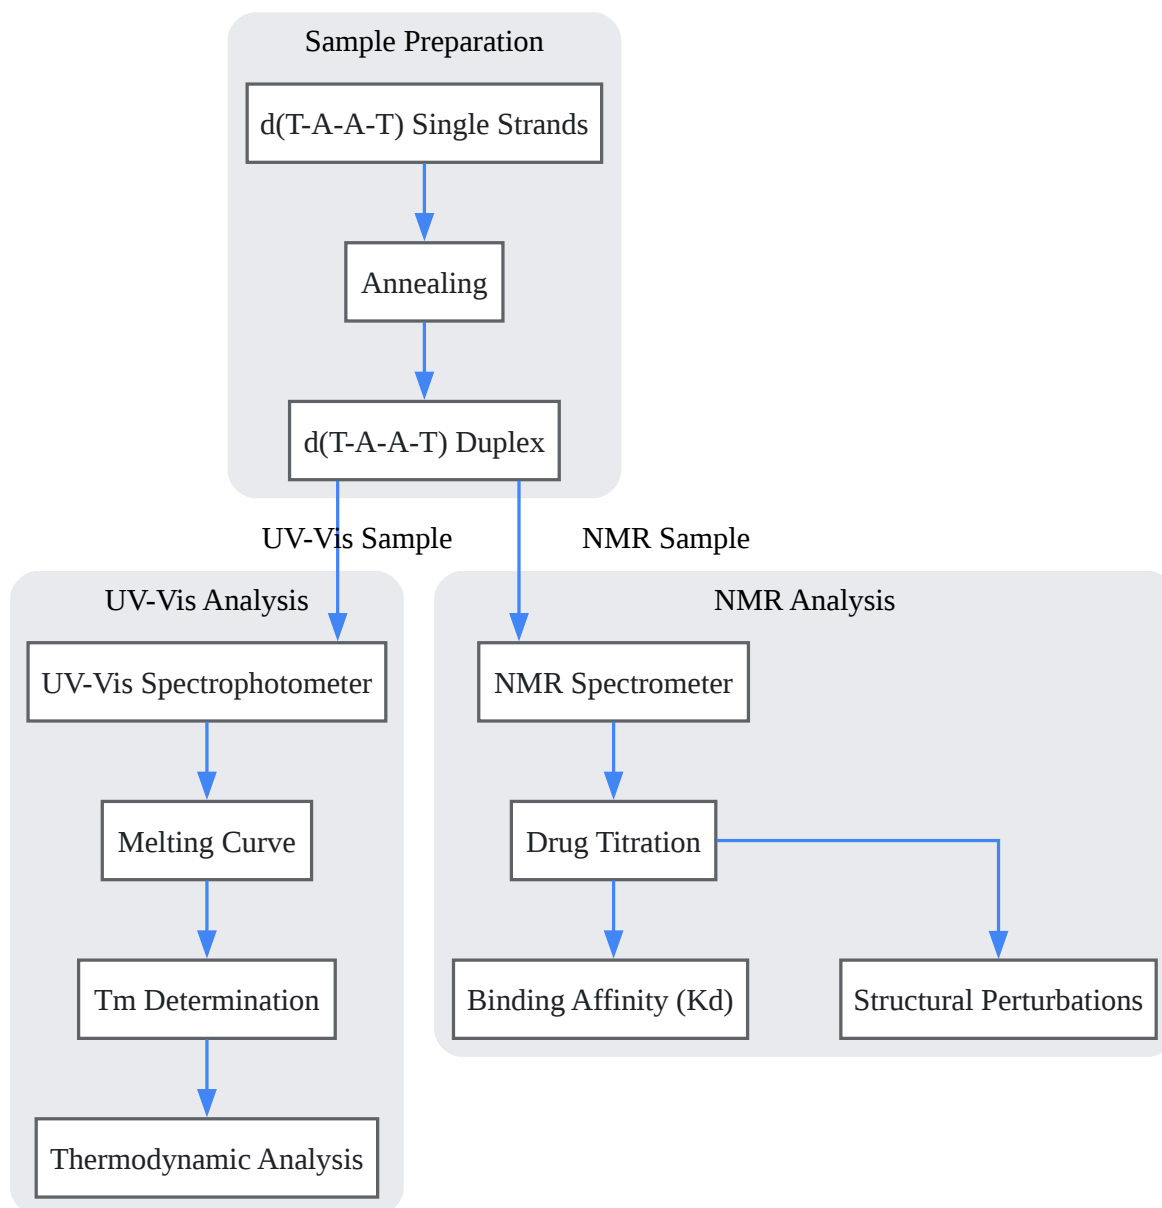 Sample Preparation
d(T-A-A-T) Single Strands
Annealing
d(T-A-A-T) Duplex
UV-Vis Sample
NMR Sample
UV-Vis Analysis
UV-Vis Spectrophotometer
Melting Curve
Tm Determination
Thermodynamic Analysis
NMR Analysis
NMR Spectrometer
Drug Titration
Binding Affinity (Kd)
Structural Perturbations